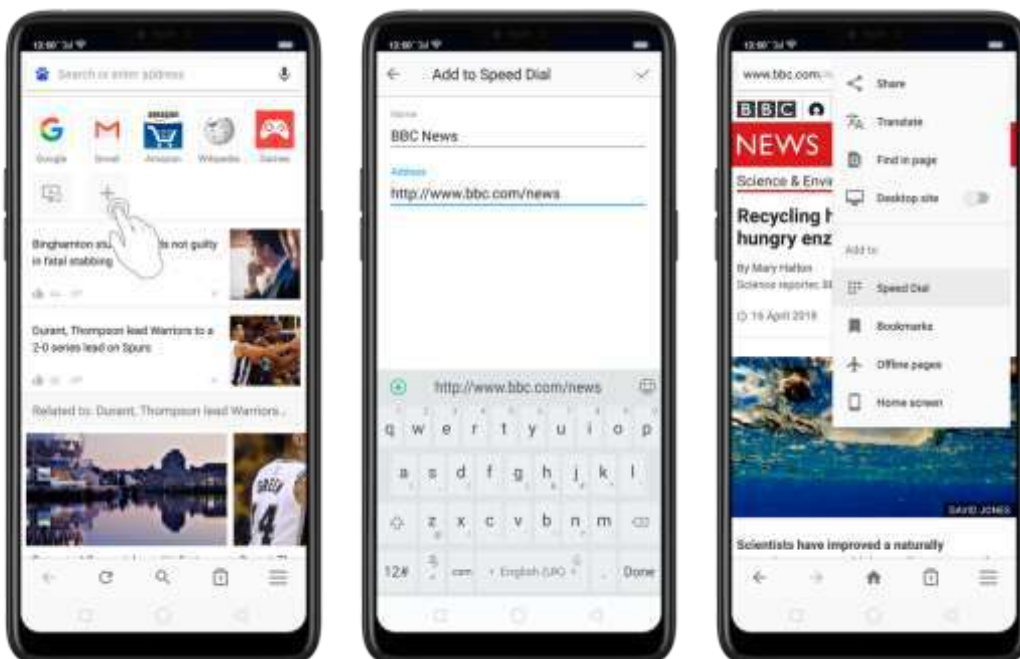 Search or enter address
Google
Gmail
amazon
Amazon
Wikipedia
Games
not guilty
in fatal stabbing
Durant, Thompson lead Warriors to a
2-0 series lead on Spurs
Related to: Durant, Thompson lead Warriors...
GREEN
4
Add to Speed Dial
Name
BBC News
Address
http://www.bbc.com/news
http://www.bbc.com/news
q w e r t y u i o p
a s d f g h j k l
z x c v b n m
12# com English (UK) . Done
www.bbc.com
BBC
NEWS
Science & Envir
Recycling h
hungry enz
By Mary Halton
Science reporter, BB
16 April 2018
Share
Translate
Find in page
Desktop site
Add to
Speed Dial
Bookmarks
Offline pages
Home screen
DAVID JONES
Scientists have improved a naturally